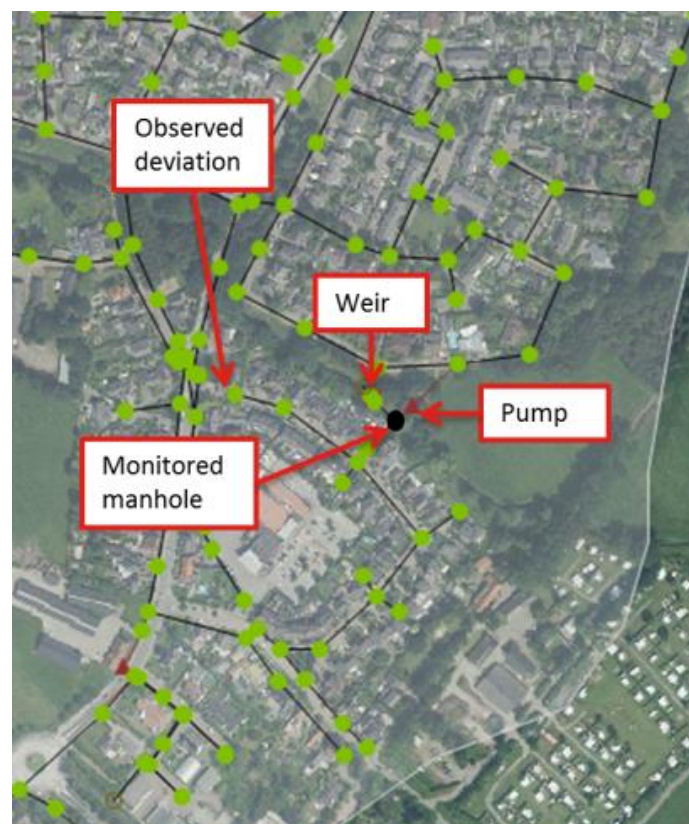 Observed
deviation
Weir
Pump
Monitored
manhole